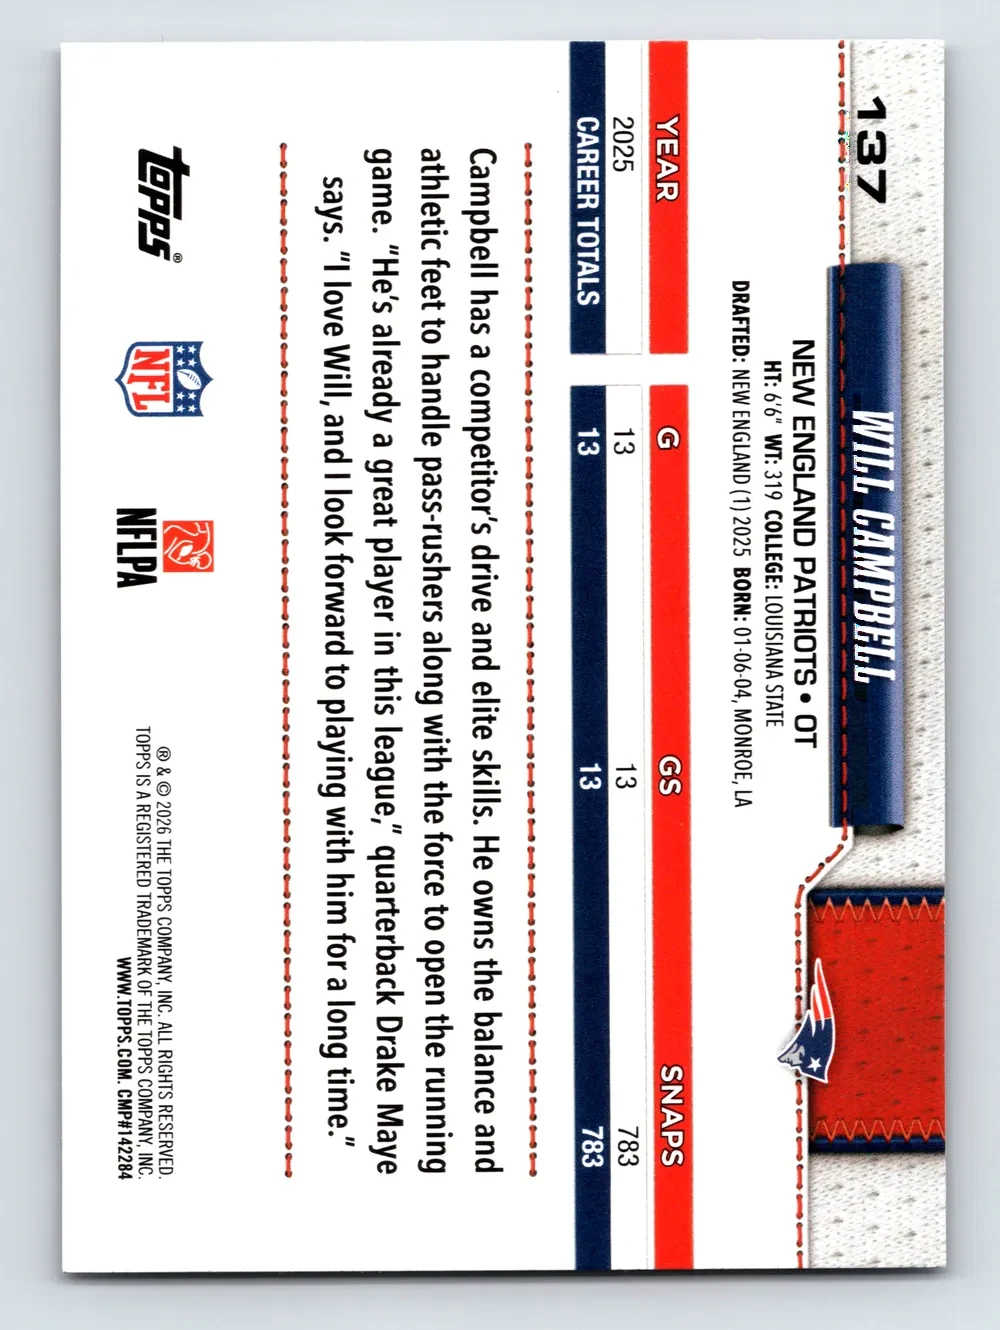 137
WILL CAMPBELL
NEW ENGLAND PATRIOTS • OT
HT: 6'6" WT: 319 COLLEGE: LOUISIANA STATE
DRAFTED: NEW ENGLAND (1) 2025 BORN: 01-06-04, MONROE, LA
YEAR G GS SNAPS
2025 13 13 783
CAREER TOTALS 13 13 783
Campbell has a competitor's drive and elite skills. He owns the balance and
athletic feet to handle pass-rushers along with the force to open the running
game. "He's already a great player in this league," quarterback Drake Maye
says. "I love Will, and I look forward to playing with him for a long time."
topps®
NFL
NFLPA
® & © 2026 THE TOPPS COMPANY, INC. ALL RIGHTS RESERVED.
TOPPS IS A REGISTERED TRADEMARK OF THE TOPPS COMPANY, INC.
WWW.TOPPS.COM. CMP#142284